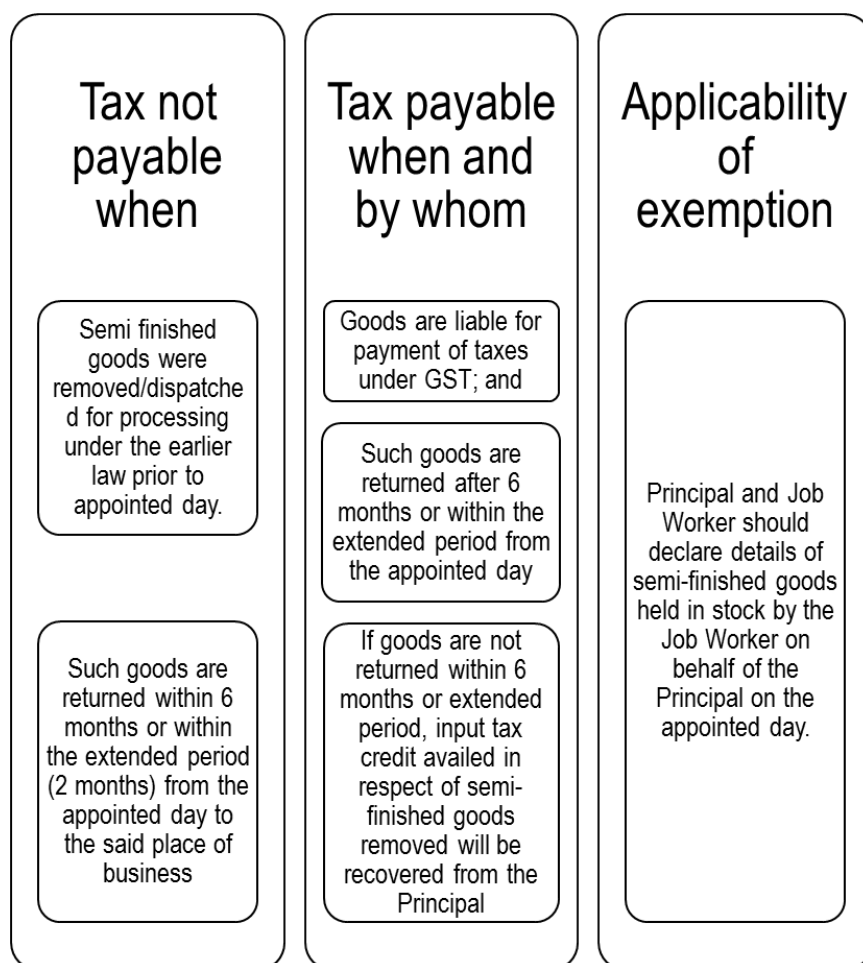 Tax not
payable
when
Semi finished
goods were
removed/dispatche
d for processing
under the earlier
law prior to
appointed day.
Such goods are
returned within 6
months or within
the extended period
(2 months) from the
appointed day to
the said place of
business
Tax payable
when and
by whom
Goods are liable for
payment of taxes
under GST; and
Such goods are
returned after 6
months or within the
extended period from
the appointed day
If goods are not
returned within 6
months or extended
period, input tax
credit availed in
respect of semi-
finished goods
removed will be
recovered from the
Principal
Applicability
of
exemption
Principal and Job
Worker should
declare details of
semi-finished goods
held in stock by the
Job Worker on
behalf of the
Principal on the
appointed day.